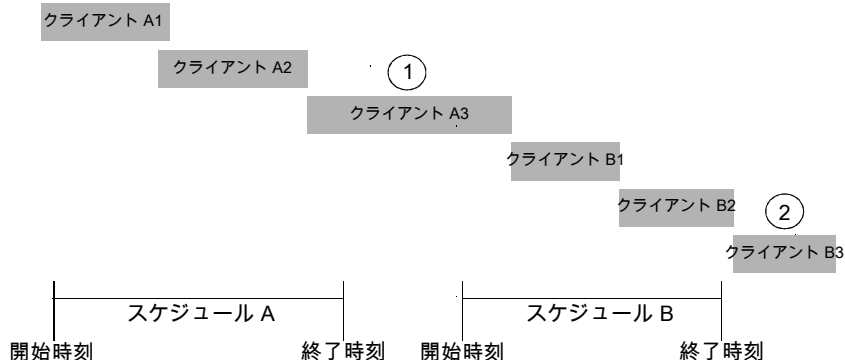 クライアント A1
クライアント A2
1
クライアント A3
クライアント B1
クライアント B2
2
クライアント B3
スケジュール A
スケジュール B
開始時刻
終了時刻
開始時刻
終了時刻